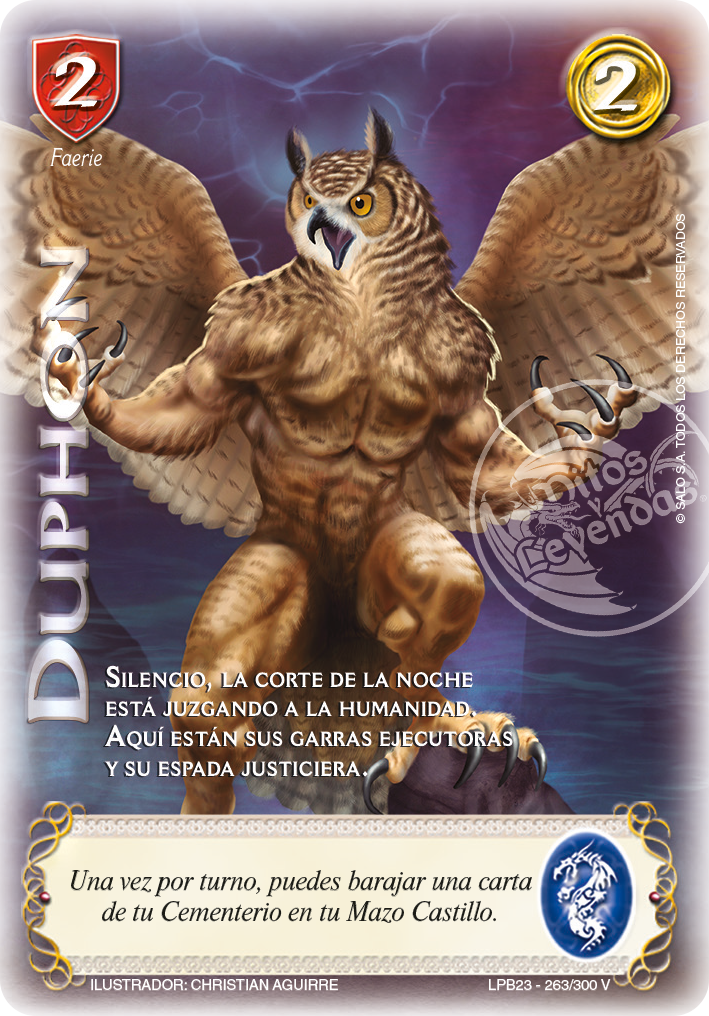 2
2
Faerie
DUPHON
© SALO S.A. TODOS LOS DERECHOS RESERVADOS
Mitos
y
Leyendas®
SILENCIO, LA CORTE DE LA NOCHE
ESTÁ JUZGANDO A LA HUMANIDAD.
AQUÍ ESTÁN SUS GARRAS EJECUTORAS
Y SU ESPADA JUSTICIERA.
Una vez por turno, puedes barajar una carta
de tu Cementerio en tu Mazo Castillo.
ILUSTRADOR: CHRISTIAN AGUIRRE
LPB23 - 263/300 V